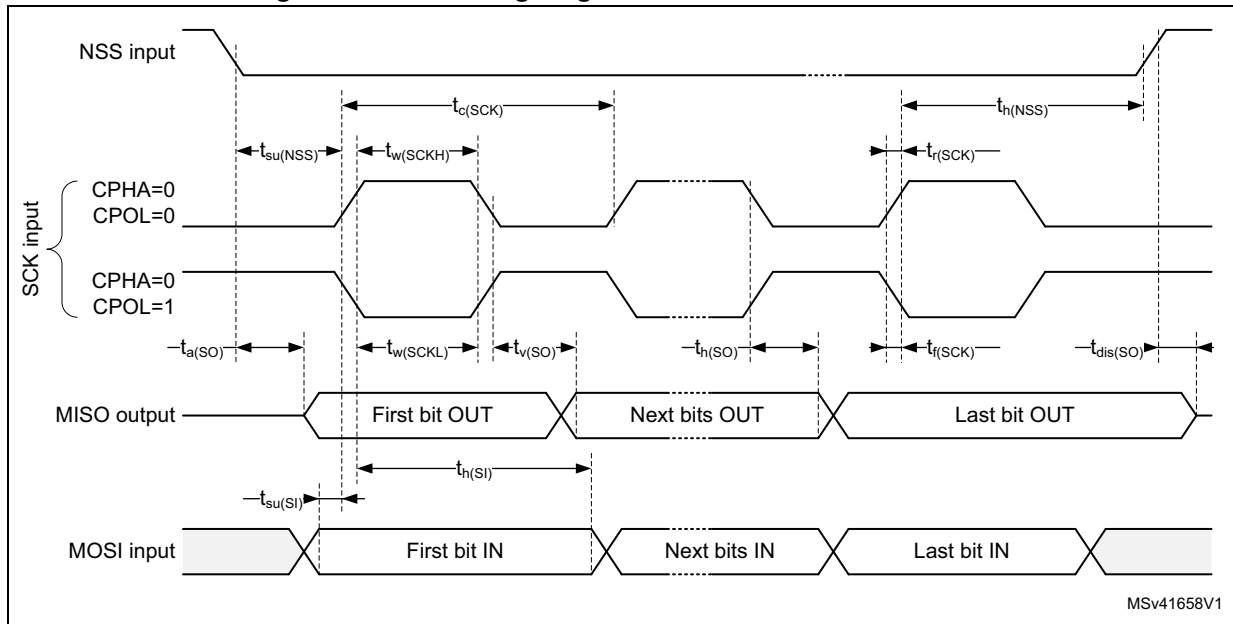 NSS input
tc(SCK)
th(NSS)
tsu(NSS)
tw(SCKH)
tr(SCK)
SCK input
CPHA=0
CPOL=0
CPHA=0
CPOL=1
ta(SO)
tw(SCKL)
tv(SO)
th(SO)
tf(SCK)
tdis(SO)
MISO output
First bit OUT
Next bits OUT
Last bit OUT
th(SI)
tsu(SI)
MOSI input
First bit IN
Next bits IN
Last bit IN
MSv41658V1